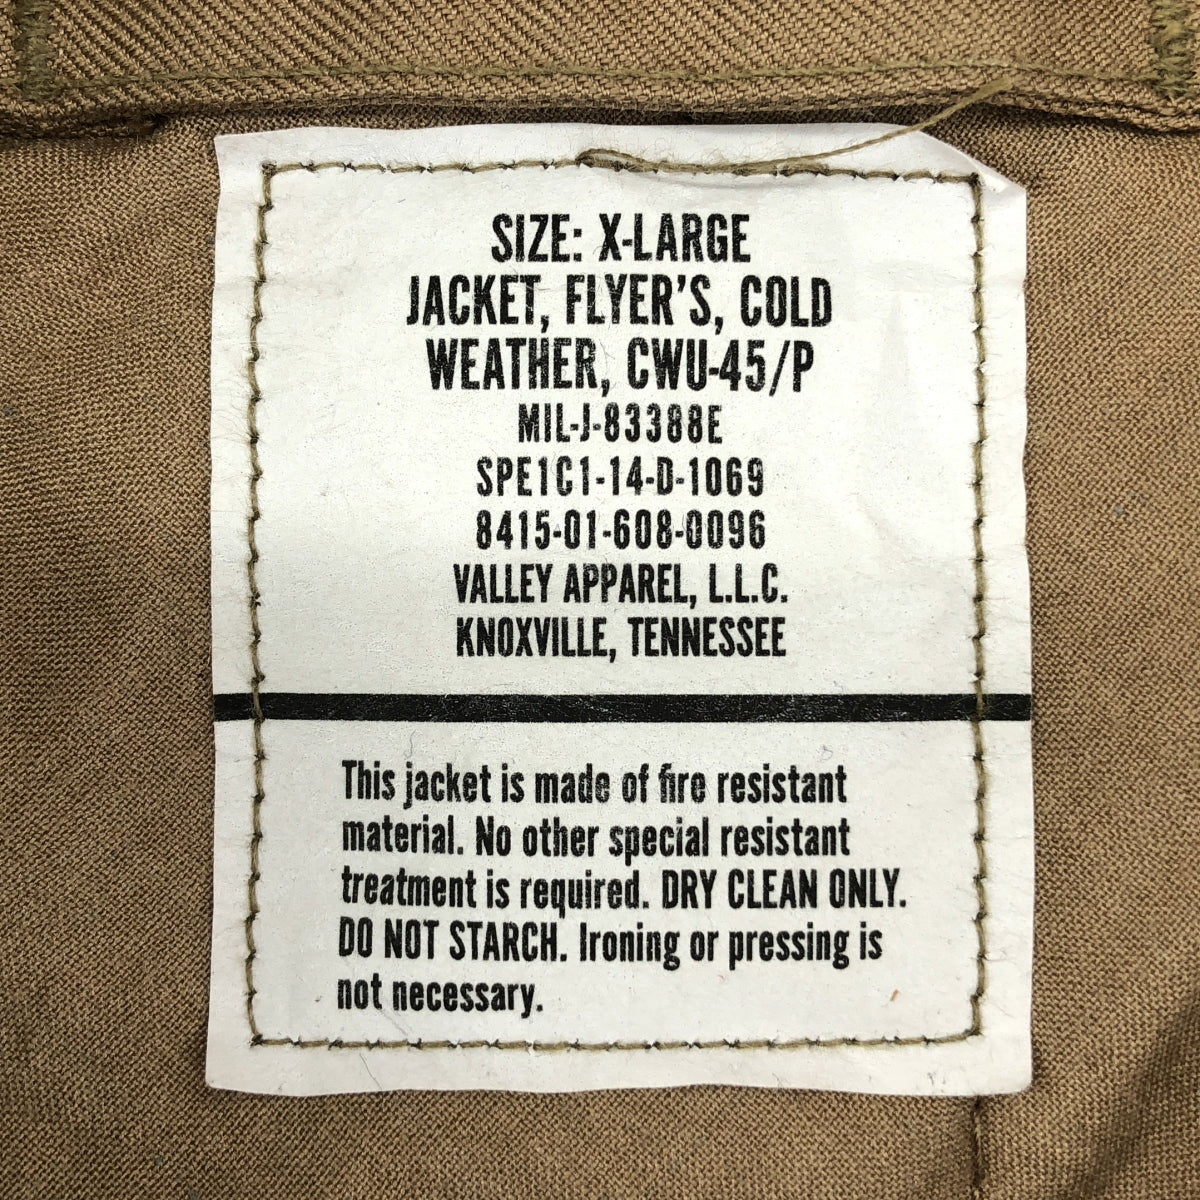 SIZE: X-LARGE
JACKET, FLYER'S, COLD
WEATHER, CWU-45/P
MIL-J-83388E
SPE1C1-14-D-1069
8415-01-608-0096
VALLEY APPAREL, L.L.C.
KNOXVILLE, TENNESSEE
This jacket is made of fire resistant
material. No other special resistant
treatment is required. DRY CLEAN ONLY.
DO NOT STARCH. Ironing or pressing is
not necessary.